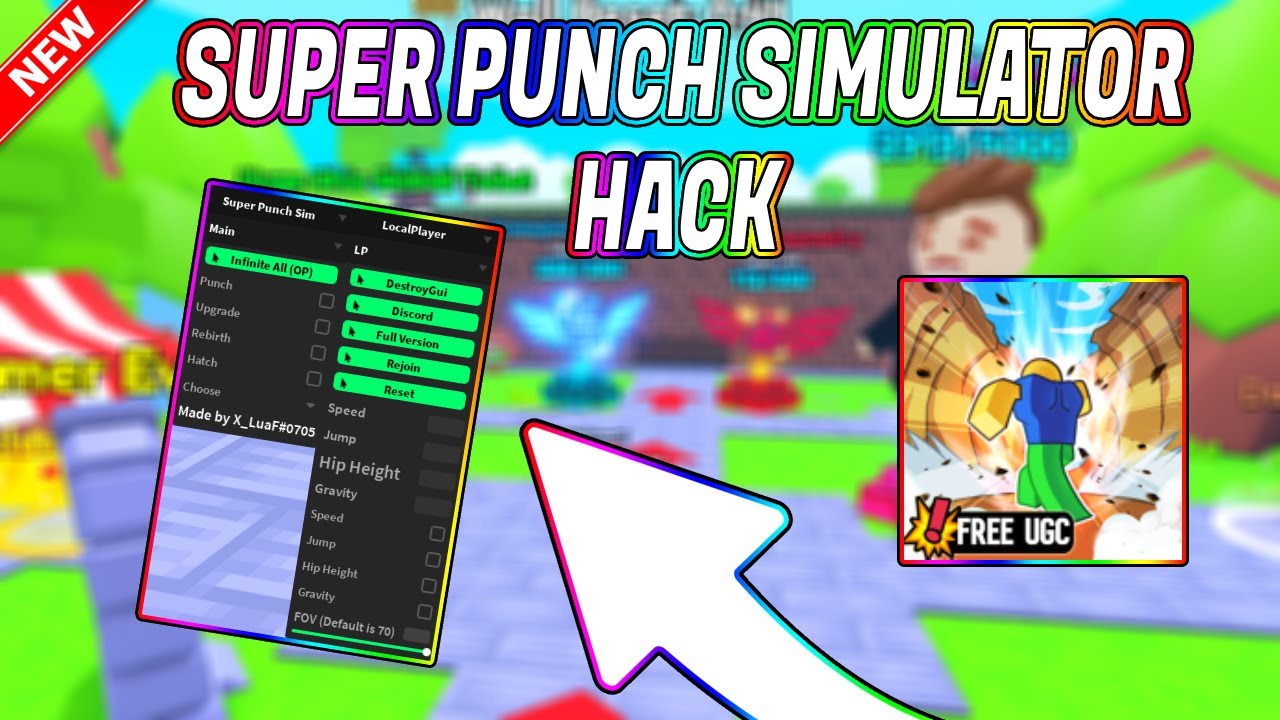 NEW
SUPER PUNCH SIMULATOR
HACK
Super Punch Sim
LocalPlayer
Main
LP
Infinite All (OP)
DestroyGui
Punch
Discord
Upgrade
Full Version
Rebirth
Rejoin
Hatch
Reset
Choose
Speed
Made by X_LuaF#0705
Jump
Hip Height
Gravity
Speed
Jump
Hip Height
Gravity
FOV (Default is 70)
FREE UGC